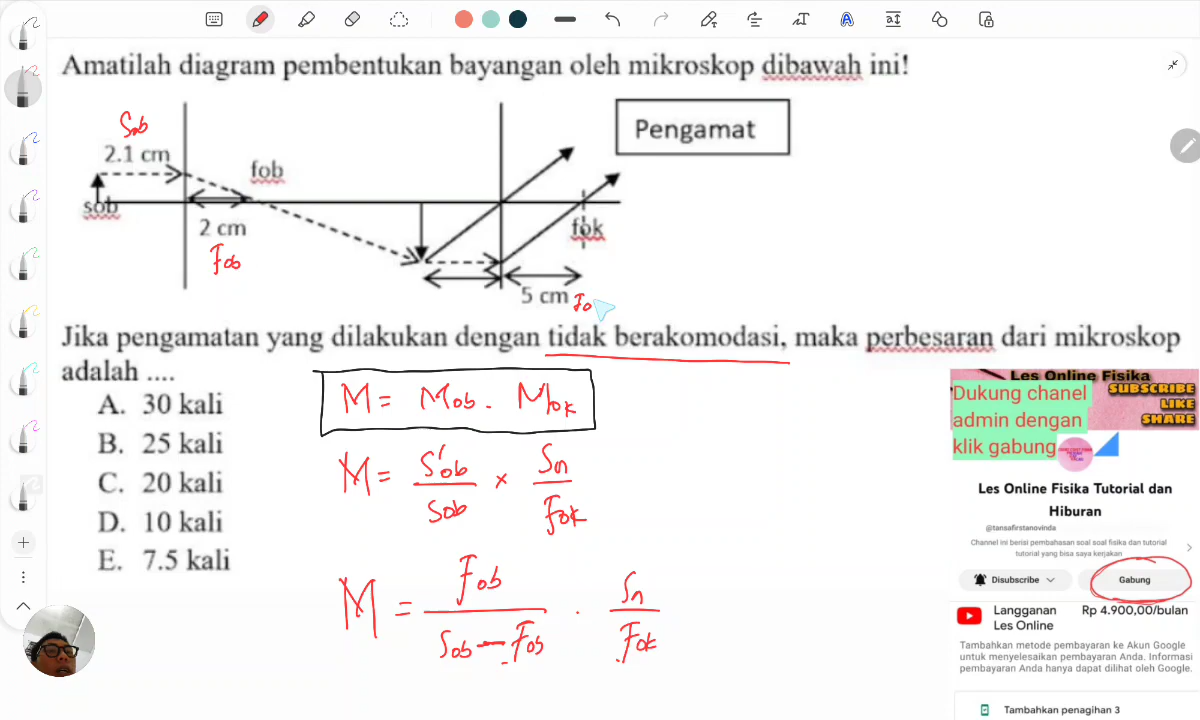 Amatilah diagram pembentukan bayangan oleh mikroskop dibawah ini!
Sob
2.1 cm
fob
Pengamat
sob
2 cm
fok
Fob
5 cm
Fo
Jika pengamatan yang dilakukan dengan tidak berakomodasi, maka perbesaran dari mikroskop
adalah ....
A. 30 kali
B. 25 kali
C. 20 kali
D. 10 kali
E. 7.5 kali
M = Mob . Mok
M = S'ob / Sob x Sn / Fok
M = Fob / Sob - Fob . Sn / Fok
Les Online Fisika
Dukung chanel
admin dengan
klik gabung
SUBSCRIBE
LIKE
SHARE
Les Online Fisika Tutorial dan
Hiburan
@tansafirstanovinda
Channel ini berisi pembahasan soal soal fisika dan tutorial
tutorial yang bisa saya kerjakan
Disubscribe
Gabung
Langganan
Les Online
Rp 4.900,00/bulan
Tambahkan metode pembayaran ke Akun Google
untuk menyelesaikan pembayaran Anda. Informasi
pembayaran Anda hanya dapat dilihat oleh Google.
Tambahkan penagihan 3